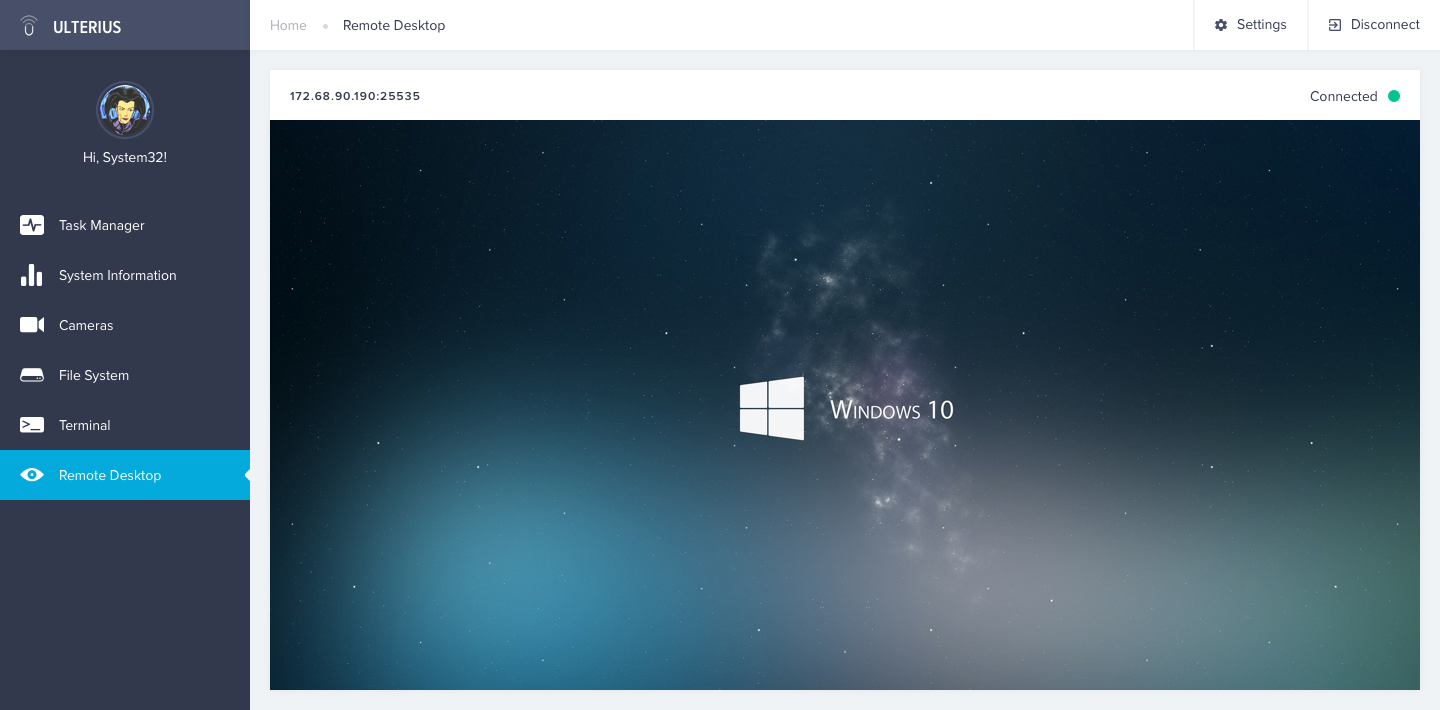 ULTERIUS
Home
Remote Desktop
Settings
Disconnect
Hi, System32!
Task Manager
System Information
Cameras
File System
Terminal
Remote Desktop
172.68.90.190:25535
Connected
WINDOWS 10